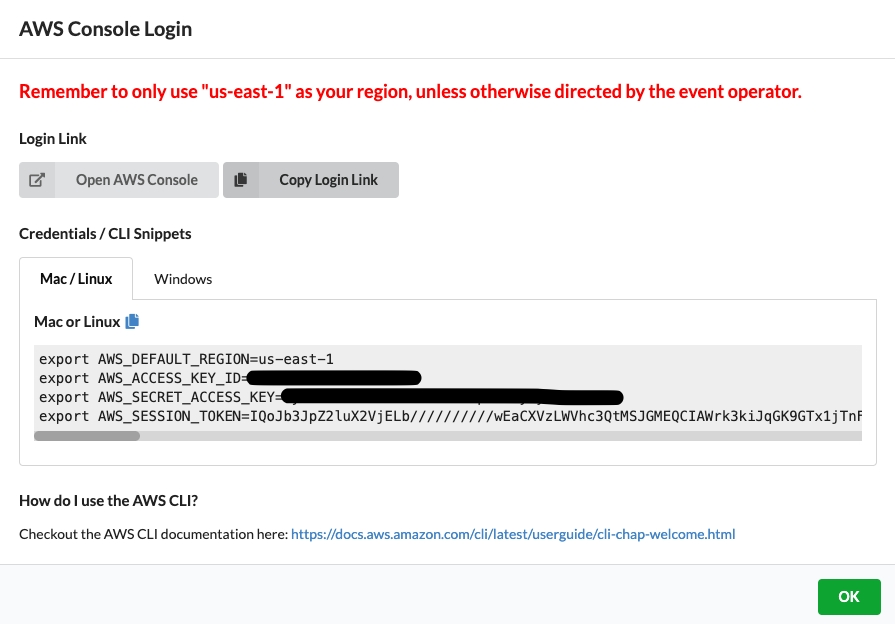 AWS Console Login
Remember to only use "us-east-1" as your region, unless otherwise directed by the event operator.
Login Link
Open AWS Console
Copy Login Link
Credentials / CLI Snippets
Mac / Linux
Windows
Mac or Linux
export AWS_DEFAULT_REGION=us-east-1
export AWS_ACCESS_KEY_ID=
export AWS_SECRET_ACCESS_KEY=
export AWS_SESSION_TOKEN=IQoJb3JpZ2luX2VjELb//////////wEaCXVzLWVhc3QtMSJGMEQCIAWrk3kiJqGK9GTx1jTnF
How do I use the AWS CLI?
Checkout the AWS CLI documentation here: https://docs.aws.amazon.com/cli/latest/userguide/cli-chap-welcome.html
OK